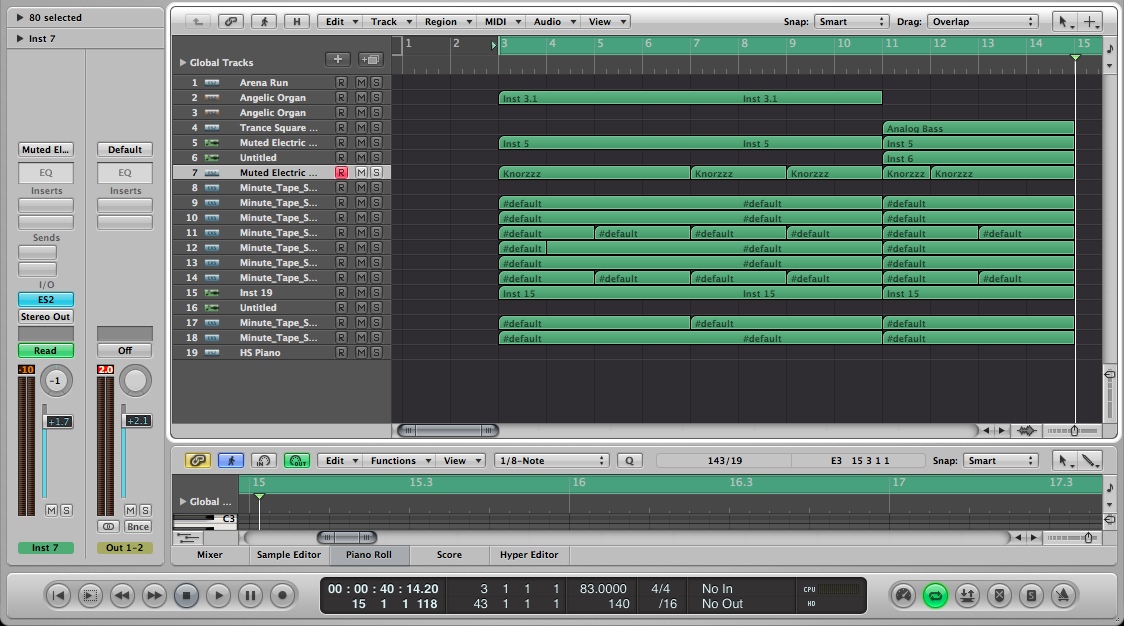 80 selected
Inst 7
H Edit Track Region MIDI Audio View Snap: Smart Drag: Overlap
1 2 3 4 5 6 7 8 9 10 11 12 13 14 15
Global Tracks
1 Arena Run R M S
2 Angelic Organ R M S Inst 3.1 Inst 3.1
3 Angelic Organ R M S
4 Trance Square ... R M S Analog Bass
5 Muted Electric ... R M S Inst 5 Inst 5 Inst 5
6 Untitled R M S Inst 6
7 Muted Electric ... R M S Knorzzz Knorzzz Knorzzz Knorzzz Knorzzz
8 Minute_Tape_S... R M S
9 Minute_Tape_S... R M S #default #default #default
10 Minute_Tape_S... R M S #default #default #default
11 Minute_Tape_S... R M S #default #default #default #default #default #default
12 Minute_Tape_S... R M S #default #default #default
13 Minute_Tape_S... R M S #default #default #default
14 Minute_Tape_S... R M S #default #default #default #default #default #default
15 Inst 19 R M S Inst 15 Inst 15 Inst 15
16 Untitled R M S
17 Minute_Tape_S... R M S #default #default #default
18 Minute_Tape_S... R M S #default #default #default
19 HS Piano R M S
Muted El... Default
EQ EQ
Inserts Inserts
Sends
I/O
ES2
Stereo Out
Read Off
-10 2.0
-1
+1.7 +2.1
M S M S
Bnce
Inst 7 Out 1-2
IN OUT Edit Functions View 1/8-Note Q 143/19 E3 15 3 1 1 Snap: Smart
15 15.3 16 16.3 17 17.3
Global ...
C3
Mixer Sample Editor Piano Roll Score Hyper Editor
00 : 00 : 40 : 14.20 3 1 1 1 83.0000 4/4 No In CPU
15 1 1 118 43 1 1 1 140 /16 No Out HD
S